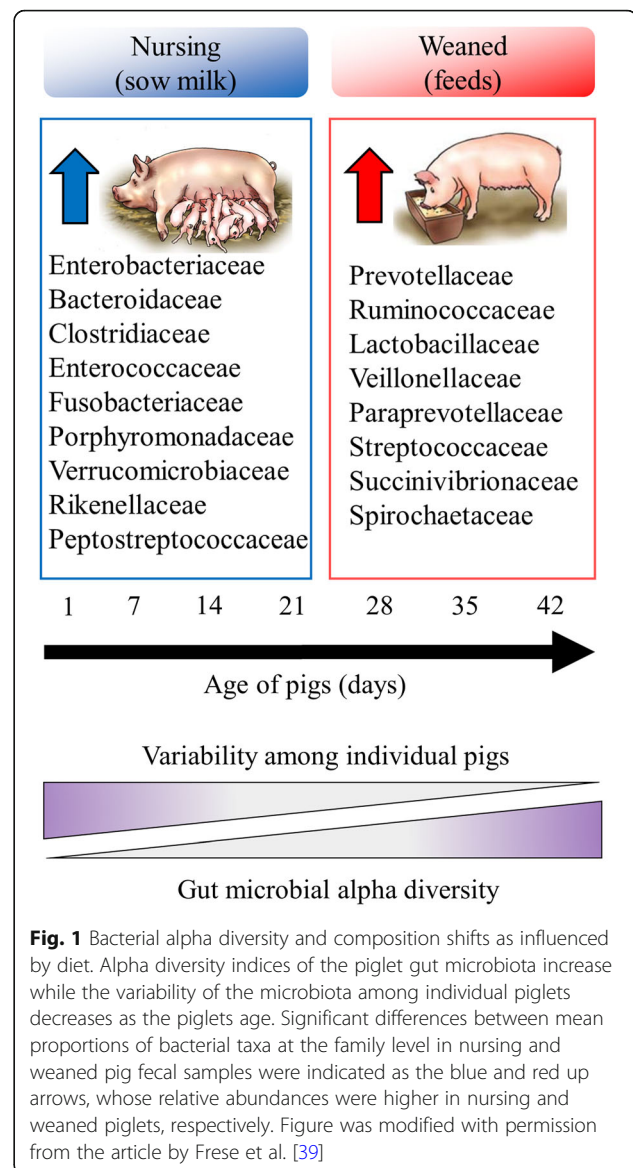 Nursing
(sow milk)
Weaned
(feeds)
Enterobacteriaceae
Bacteroidaceae
Clostridiaceae
Enterococcaceae
Fusobacteriaceae
Porphyromonadaceae
Verrucomicrobiaceae
Rikenellaceae
Peptostreptococcaceae
Prevotellaceae
Ruminococcaceae
Lactobacillaceae
Veillonellaceae
Paraprevotellaceae
Streptococcaceae
Succinivibrionaceae
Spirochaetaceae
1 7 14 21 28 35 42
Age of pigs (days)
Variability among individual pigs
Gut microbial alpha diversity
Fig. 1 Bacterial alpha diversity and composition shifts as influenced
by diet. Alpha diversity indices of the piglet gut microbiota increase
while the variability of the microbiota among individual piglets
decreases as the piglets age. Significant differences between mean
proportions of bacterial taxa at the family level in nursing and
weaned pig fecal samples were indicated as the blue and red up
arrows, whose relative abundances were higher in nursing and
weaned piglets, respectively. Figure was modified with permission
from the article by Frese et al. [39]